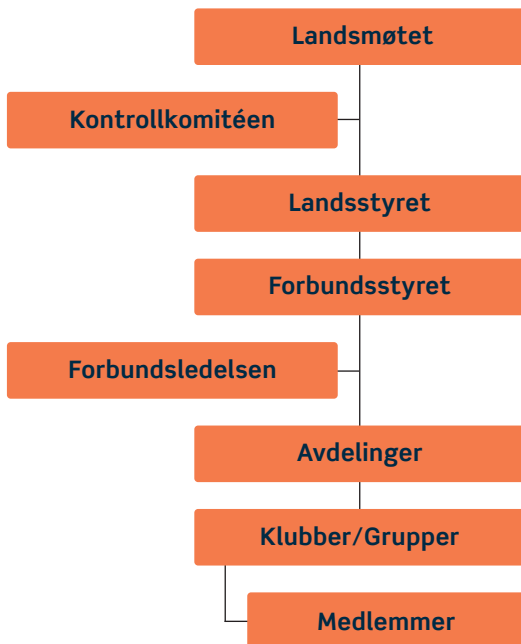 Landsmøtet
Kontrollkomitéen
Landsstyret
Forbundsstyret
Forbundsledelsen
Avdelinger
Klubber/Grupper
Medlemmer